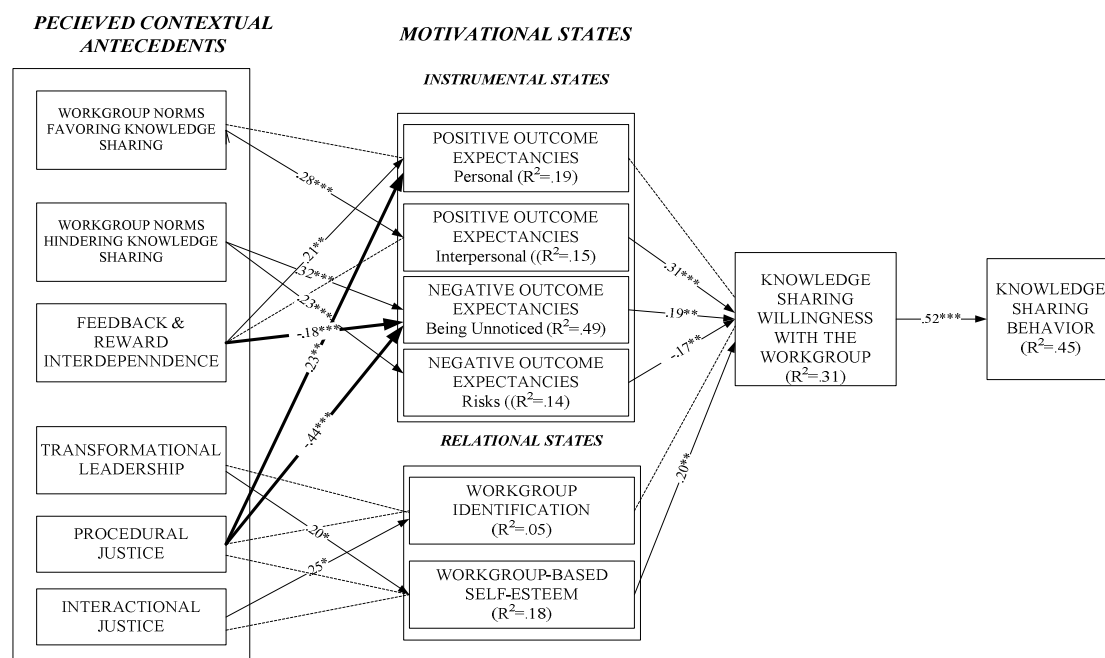 PECIEVED CONTEXTUAL
ANTECEDENTS
MOTIVATIONAL STATES
INSTRUMENTAL STATES
WORKGROUP NORMS
FAVORING KNOWLEDGE
SHARING
WORKGROUP NORMS
HINDERING KNOWLEDGE
SHARING
FEEDBACK &
REWARD
INTERDEPENNDENCE
TRANSFORMATIONAL
LEADERSHIP
PROCEDURAL
JUSTICE
INTERACTIONAL
JUSTICE
.28***
.21**
.32***
.23***
-.18***
.23**
-.44***
.20*
.25*
POSITIVE OUTCOME
EXPECTANCIES
Personal (R²=.19)
POSITIVE OUTCOME
EXPECTANCIES
Interpersonal ((R²=.15)
NEGATIVE OUTCOME
EXPECTANCIES
Being Unnoticed (R²=.49)
NEGATIVE OUTCOME
EXPECTANCIES
Risks ((R²=.14)
RELATIONAL STATES
WORKGROUP
IDENTIFICATION
(R²=.05)
WORKGROUP-BASED
SELF-ESTEEM
(R²=.18)
.31***
.19**
-.17**
.20**
KNOWLEDGE
SHARING
WILLINGNESS
WITH THE
WORKGROUP
(R²=.31)
.52***
KNOWLEDGE
SHARING
BEHAVIOR
(R²=.45)